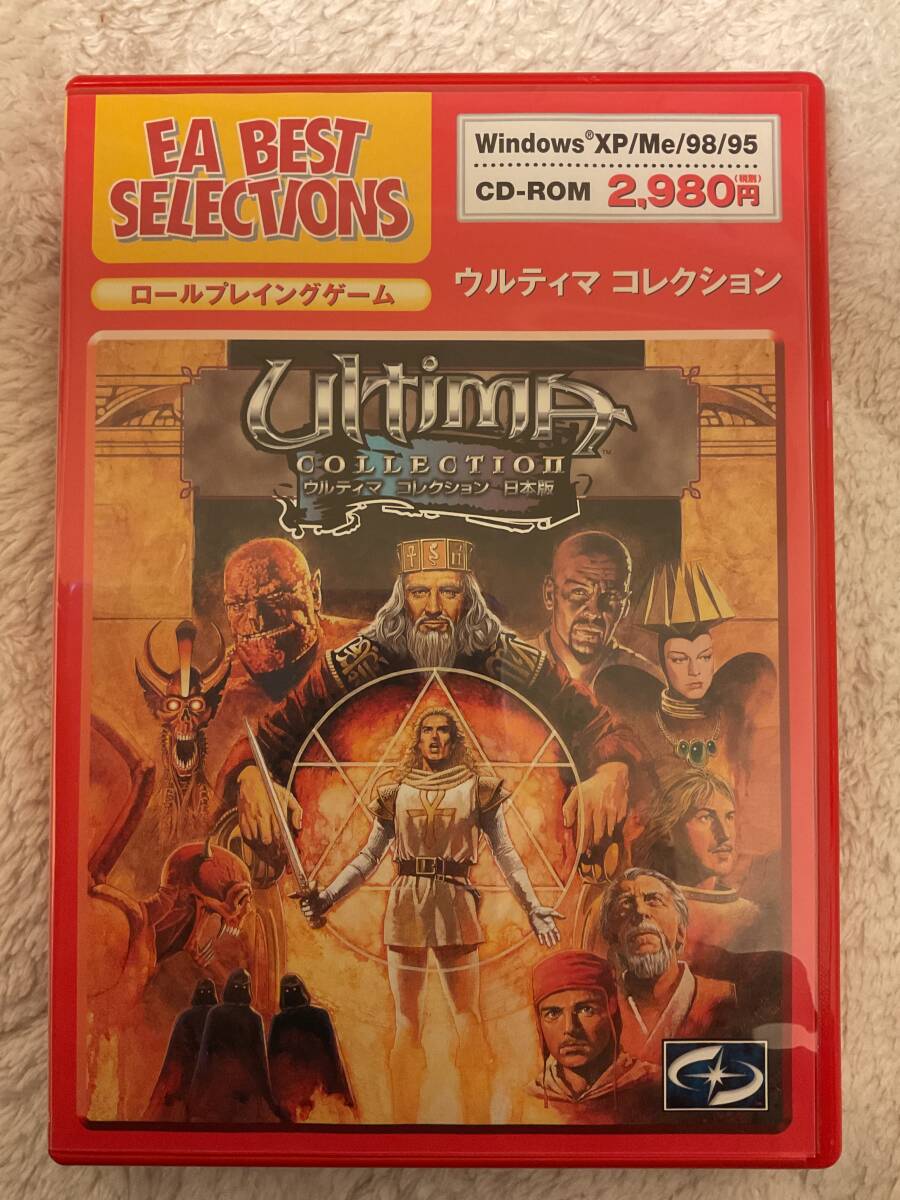 EA BEST
SELECTIONS
Windows® XP/Me/98/95
CD-ROM 2,980円(税別)
ロールプレイングゲーム
ウルティマ コレクション
Ultima™
COLLECTION
ウルティマ コレクション 日本版